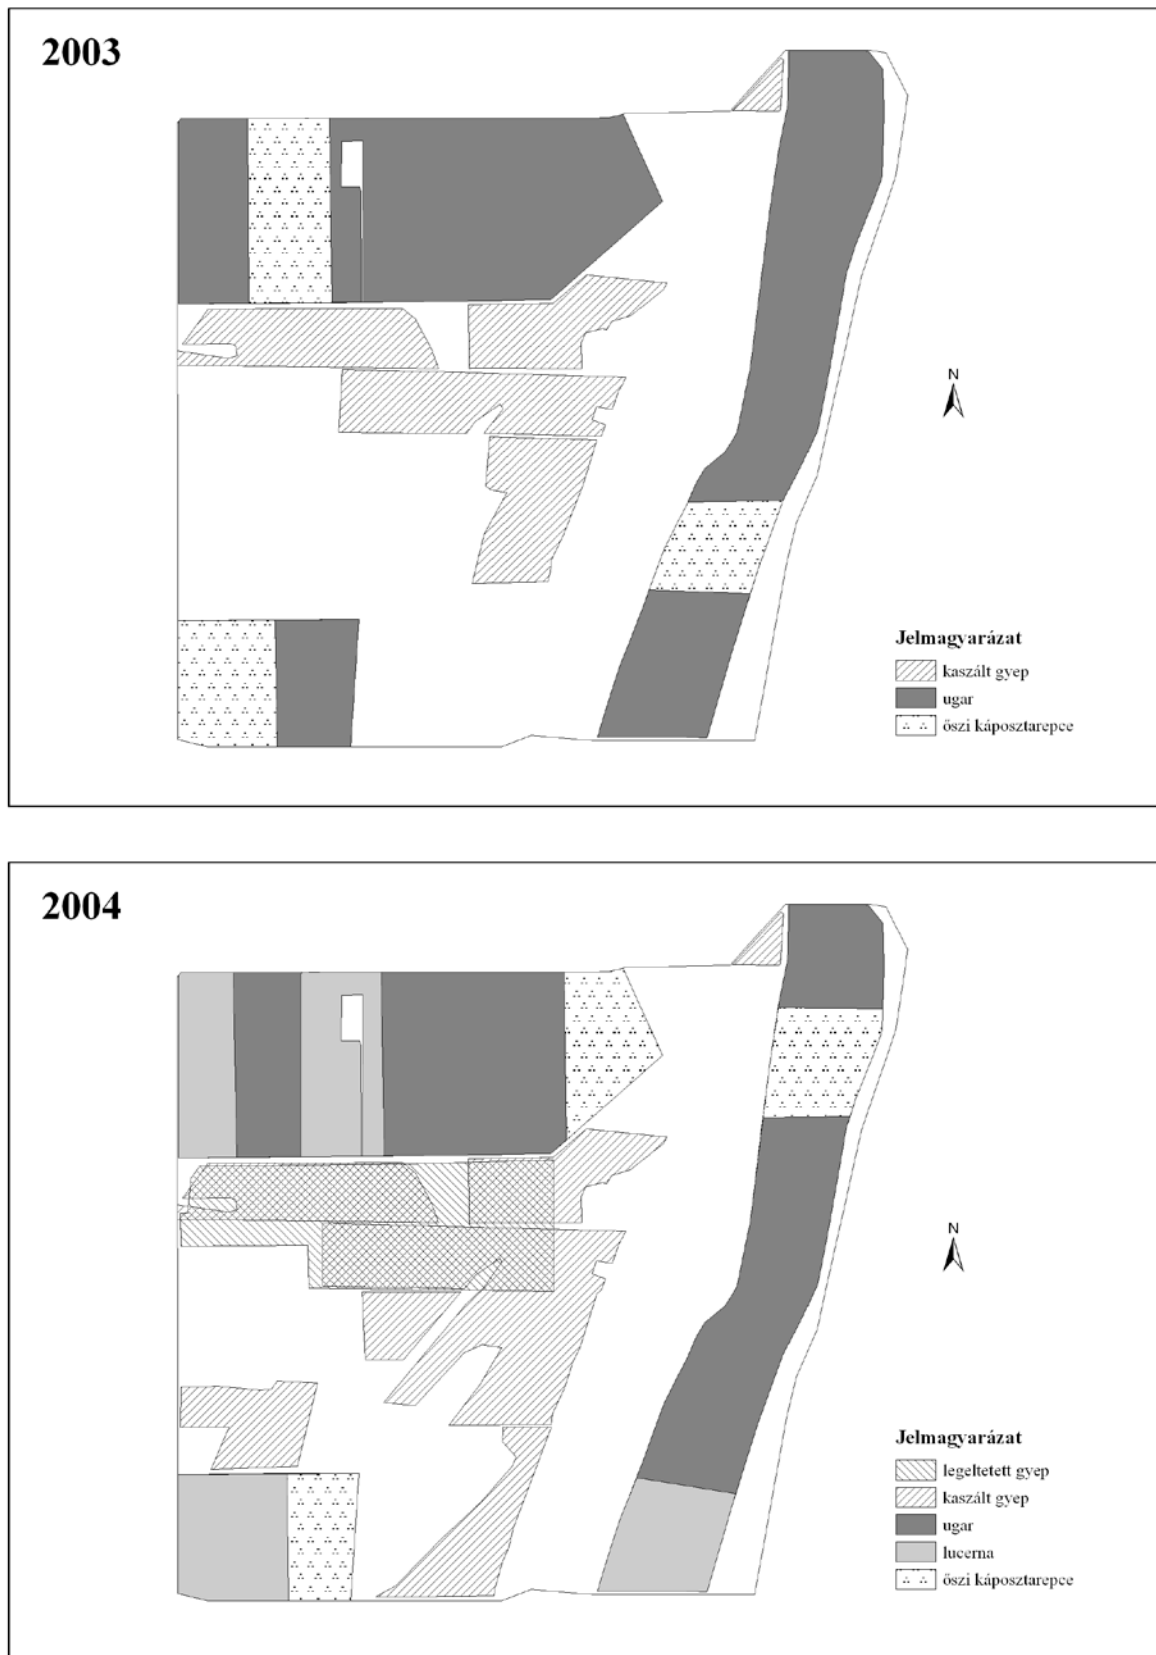 2003
N
Jelmagyarázat
kaszált gyep
ugar
őszi káposztarepce
2004
N
Jelmagyarázat
legeltetett gyep
kaszált gyep
ugar
lucerna
őszi káposztarepce